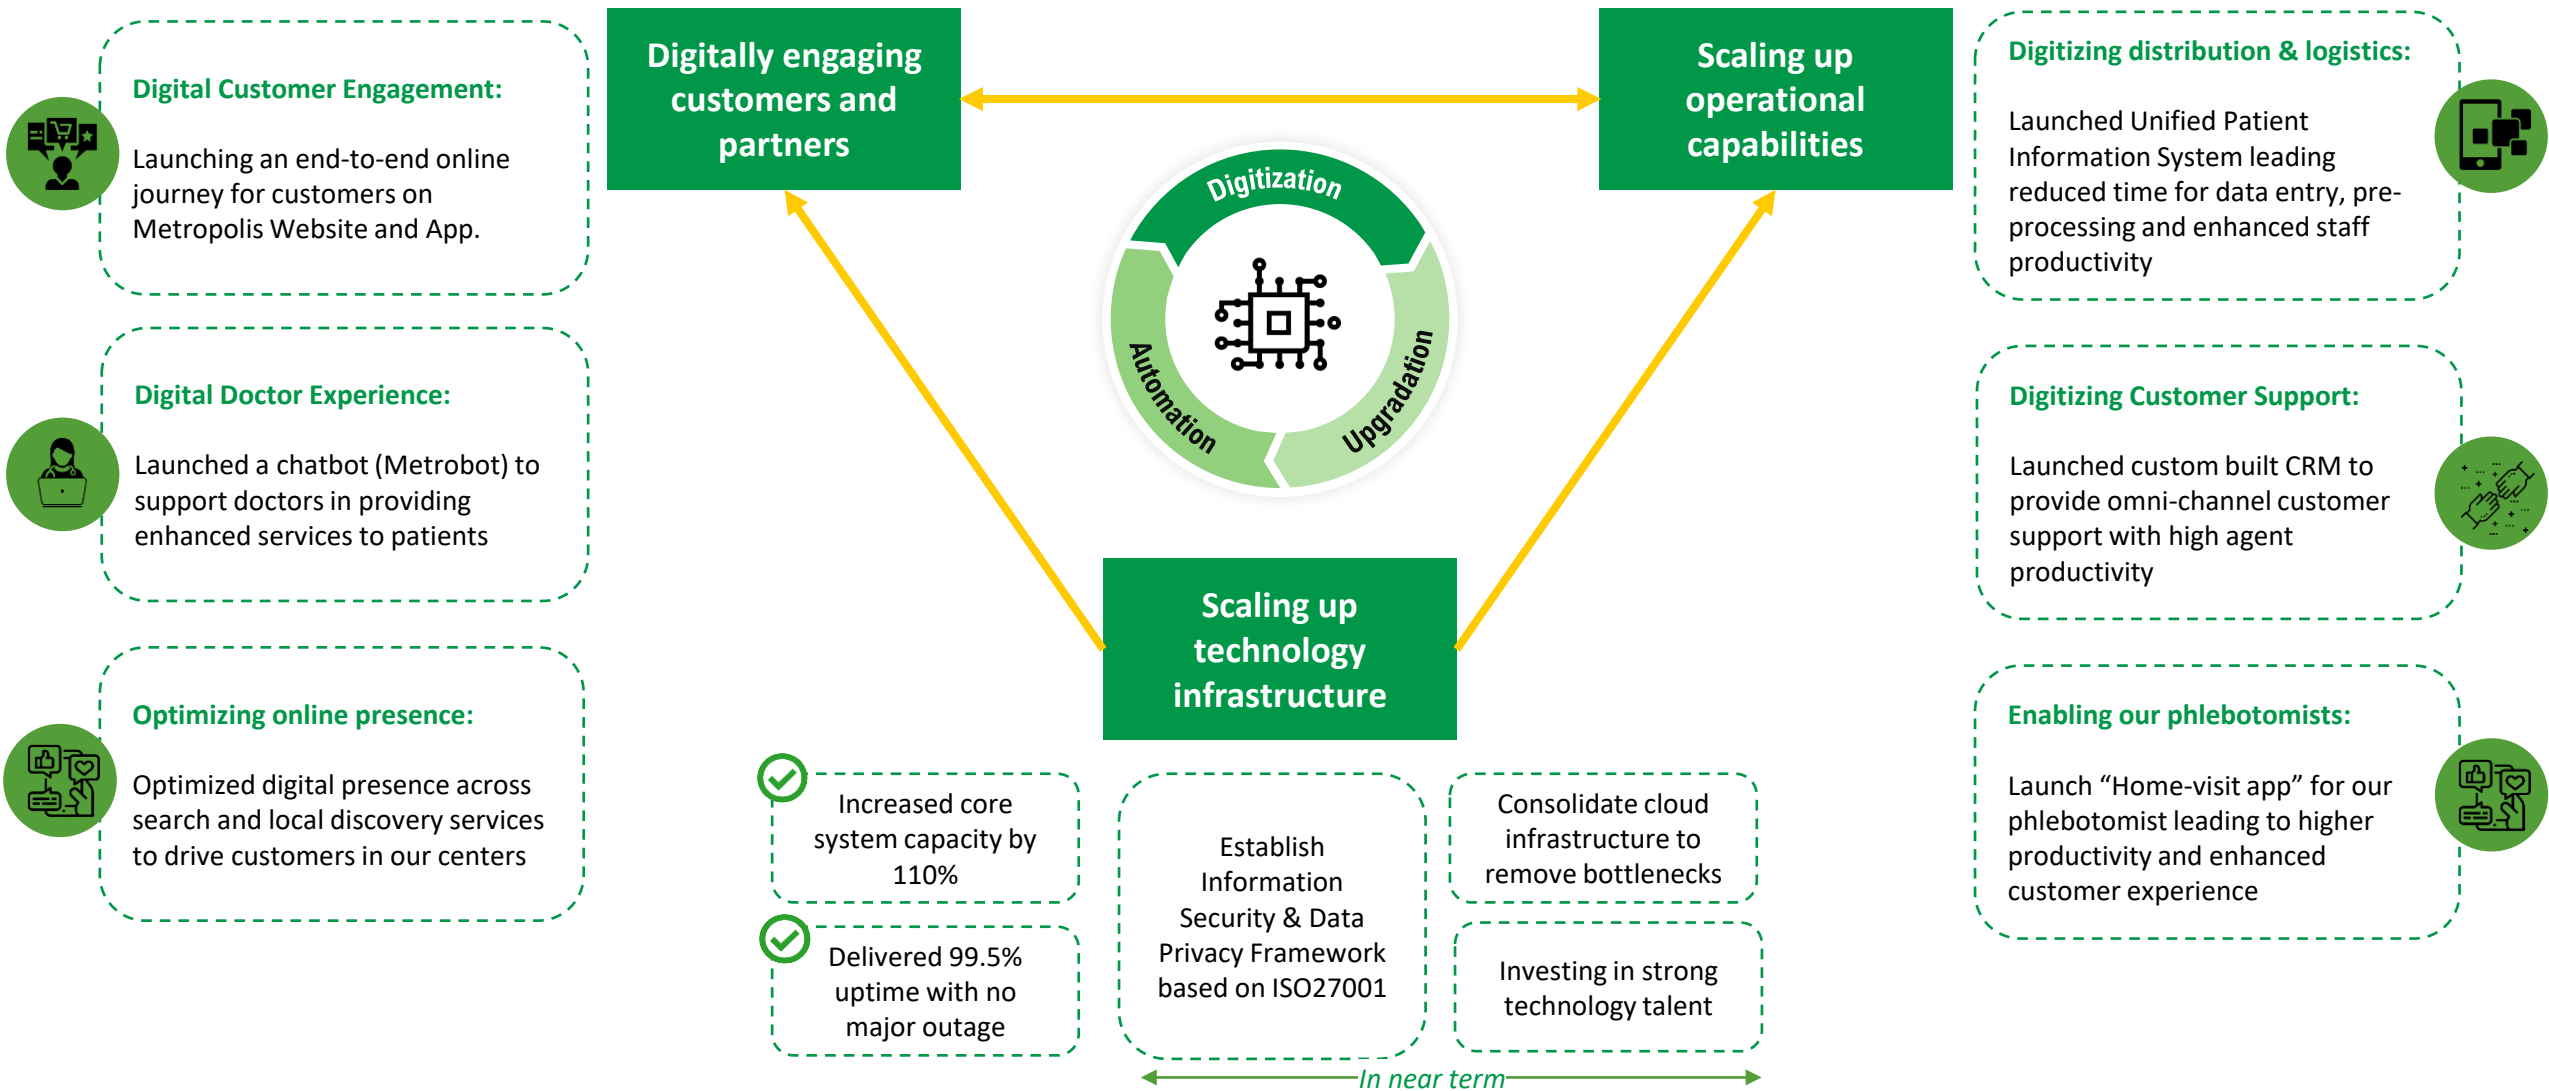 Digital Customer Engagement:
Launching an end-to-end online
journey for customers on
Metropolis Website and App.
Digital Doctor Experience:
Launched a chatbot (Metrobot) to
support doctors in providing
enhanced services to patients
Optimizing online presence:
Optimized digital presence across
search and local discovery services
to drive customers in our centers
Digitally engaging
customers and
partners
Scaling up
operational
capabilities
Digitization
Automation
Upgradation
Scaling up
technology
infrastructure
Increased core
system capacity by
110%
Delivered 99.5%
uptime with no
major outage
Establish
Information
Security & Data
Privacy Framework
based on ISO27001
Consolidate cloud
infrastructure to
remove bottlenecks
Investing in strong
technology talent
In near term
Digitizing distribution & logistics:
Launched Unified Patient
Information System leading
reduced time for data entry, pre-
processing and enhanced staff
productivity
Digitizing Customer Support:
Launched custom built CRM to
provide omni-channel customer
support with high agent
productivity
Enabling our phlebotomists:
Launch “Home-visit app” for our
phlebotomist leading to higher
productivity and enhanced
customer experience